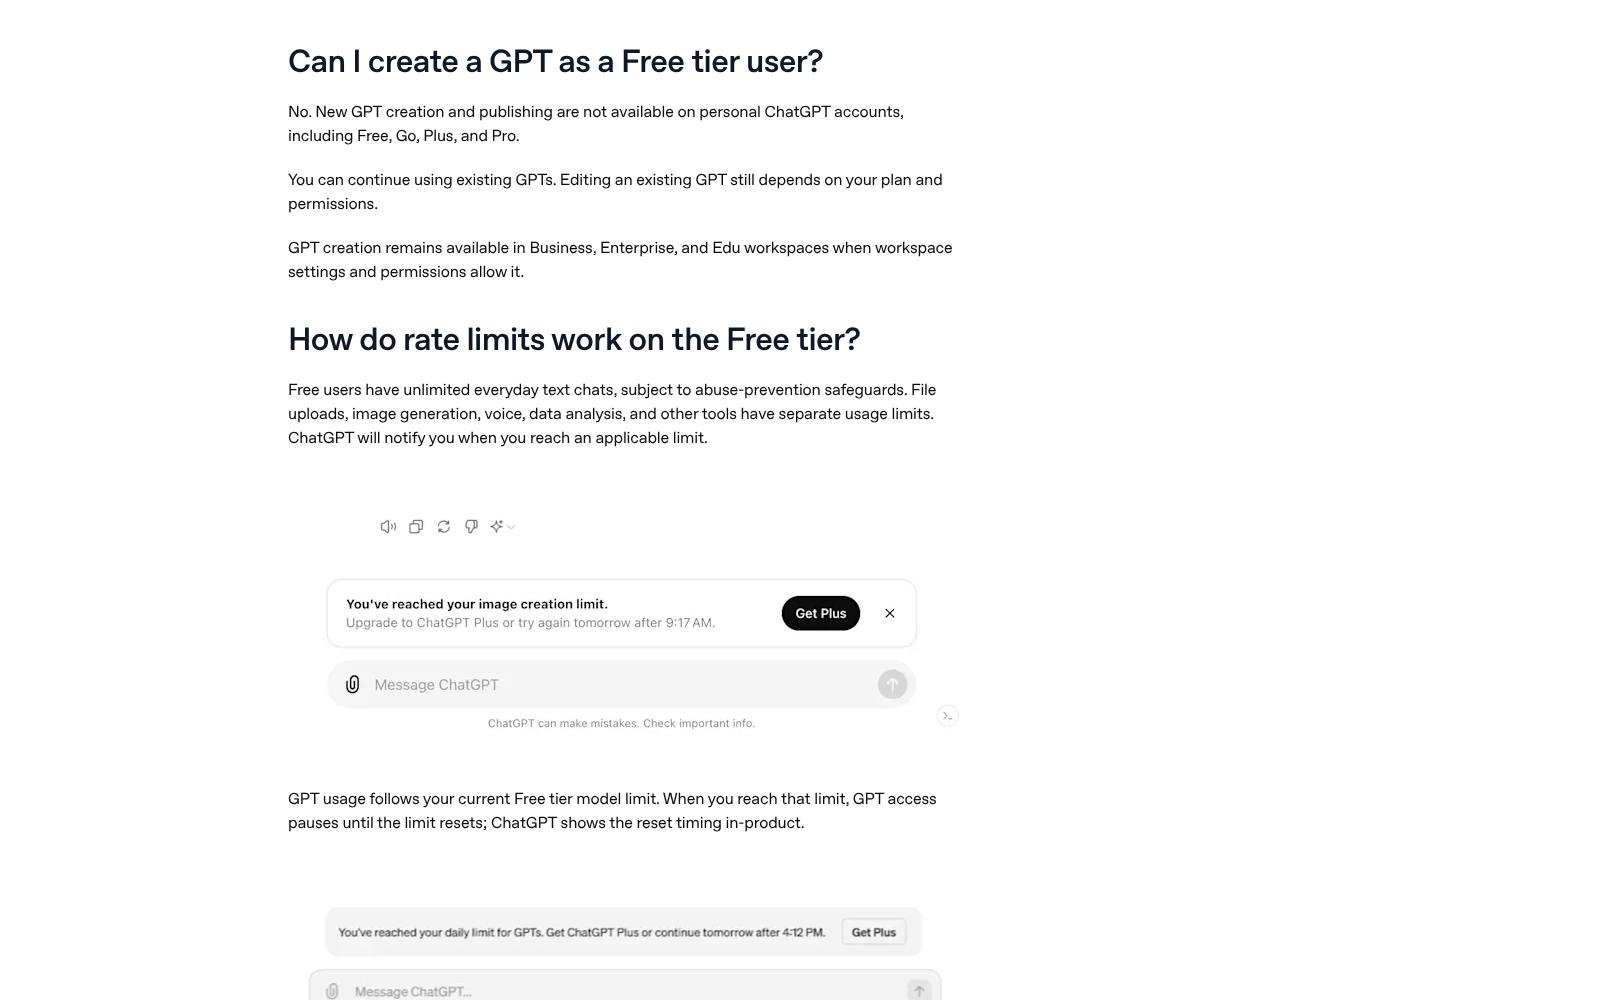 Can I create a GPT as a Free tier user?
No. New GPT creation and publishing are not available on personal ChatGPT accounts,
including Free, Go, Plus, and Pro.
You can continue using existing GPTs. Editing an existing GPT still depends on your plan and
permissions.
GPT creation remains available in Business, Enterprise, and Edu workspaces when workspace
settings and permissions allow it.
How do rate limits work on the Free tier?
Free users have unlimited everyday text chats, subject to abuse-prevention safeguards. File
uploads, image generation, voice, data analysis, and other tools have separate usage limits.
ChatGPT will notify you when you reach an applicable limit.
You've reached your image creation limit.
Upgrade to ChatGPT Plus or try again tomorrow after 9:17 AM.
Get Plus
Message ChatGPT
ChatGPT can make mistakes. Check important info.
GPT usage follows your current Free tier model limit. When you reach that limit, GPT access
pauses until the limit resets; ChatGPT shows the reset timing in-product.
You've reached your daily limit for GPTs. Get ChatGPT Plus or continue tomorrow after 4:12 PM.
Get Plus
Message ChatGPT...